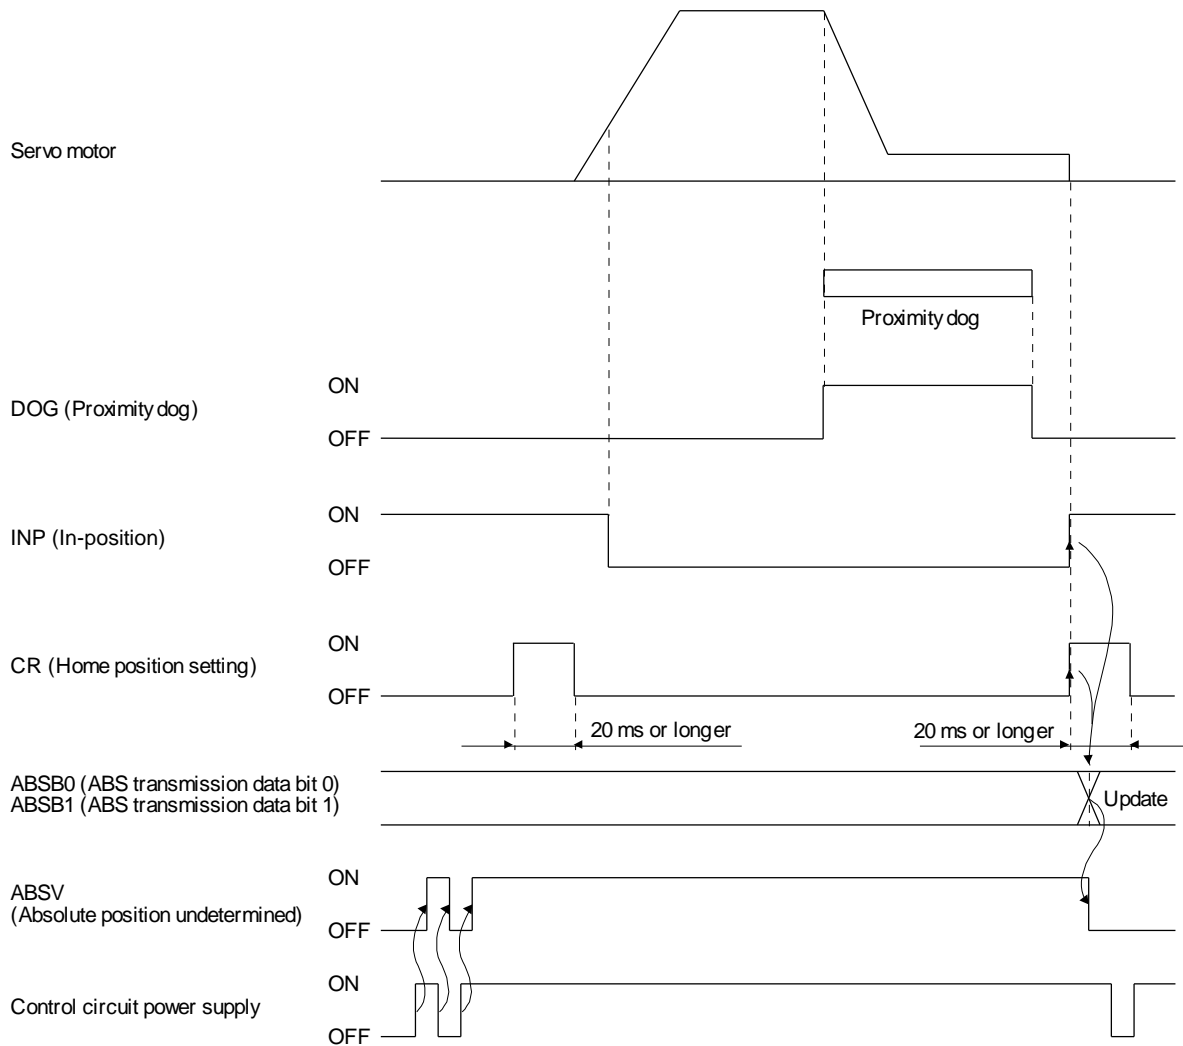 Servo motor
Proximity dog
ON
DOG (Proximity dog)
OFF
ON
INP (In-position)
OFF
ON
CR (Home position setting)
OFF
20 ms or longer
20 ms or longer
ABSB0 (ABS transmission data bit 0)
ABSB1 (ABS transmission data bit 1)
Update
ON
ABSV
(Absolute position undetermined)
OFF
ON
Control circuit power supply
OFF